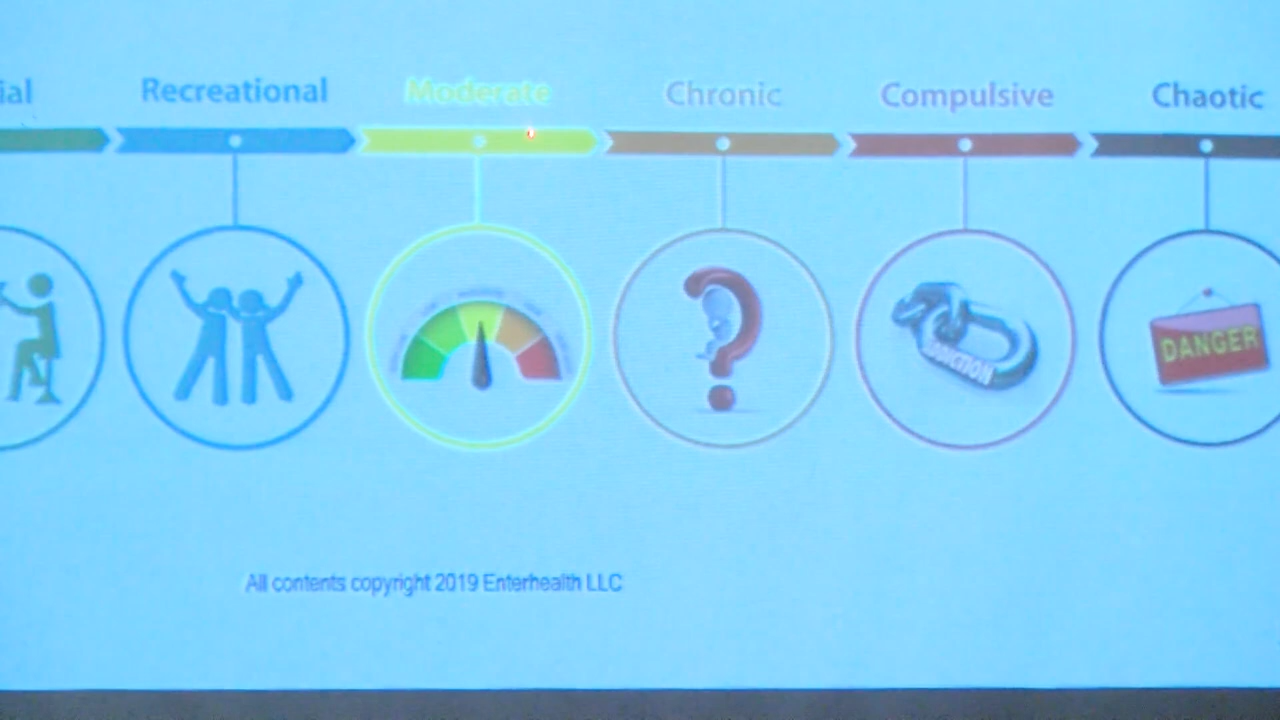 ial Recreational Moderate Chronic Compulsive Chaotic
DANGER
All contents copyright 2019 Enterhealth LLC